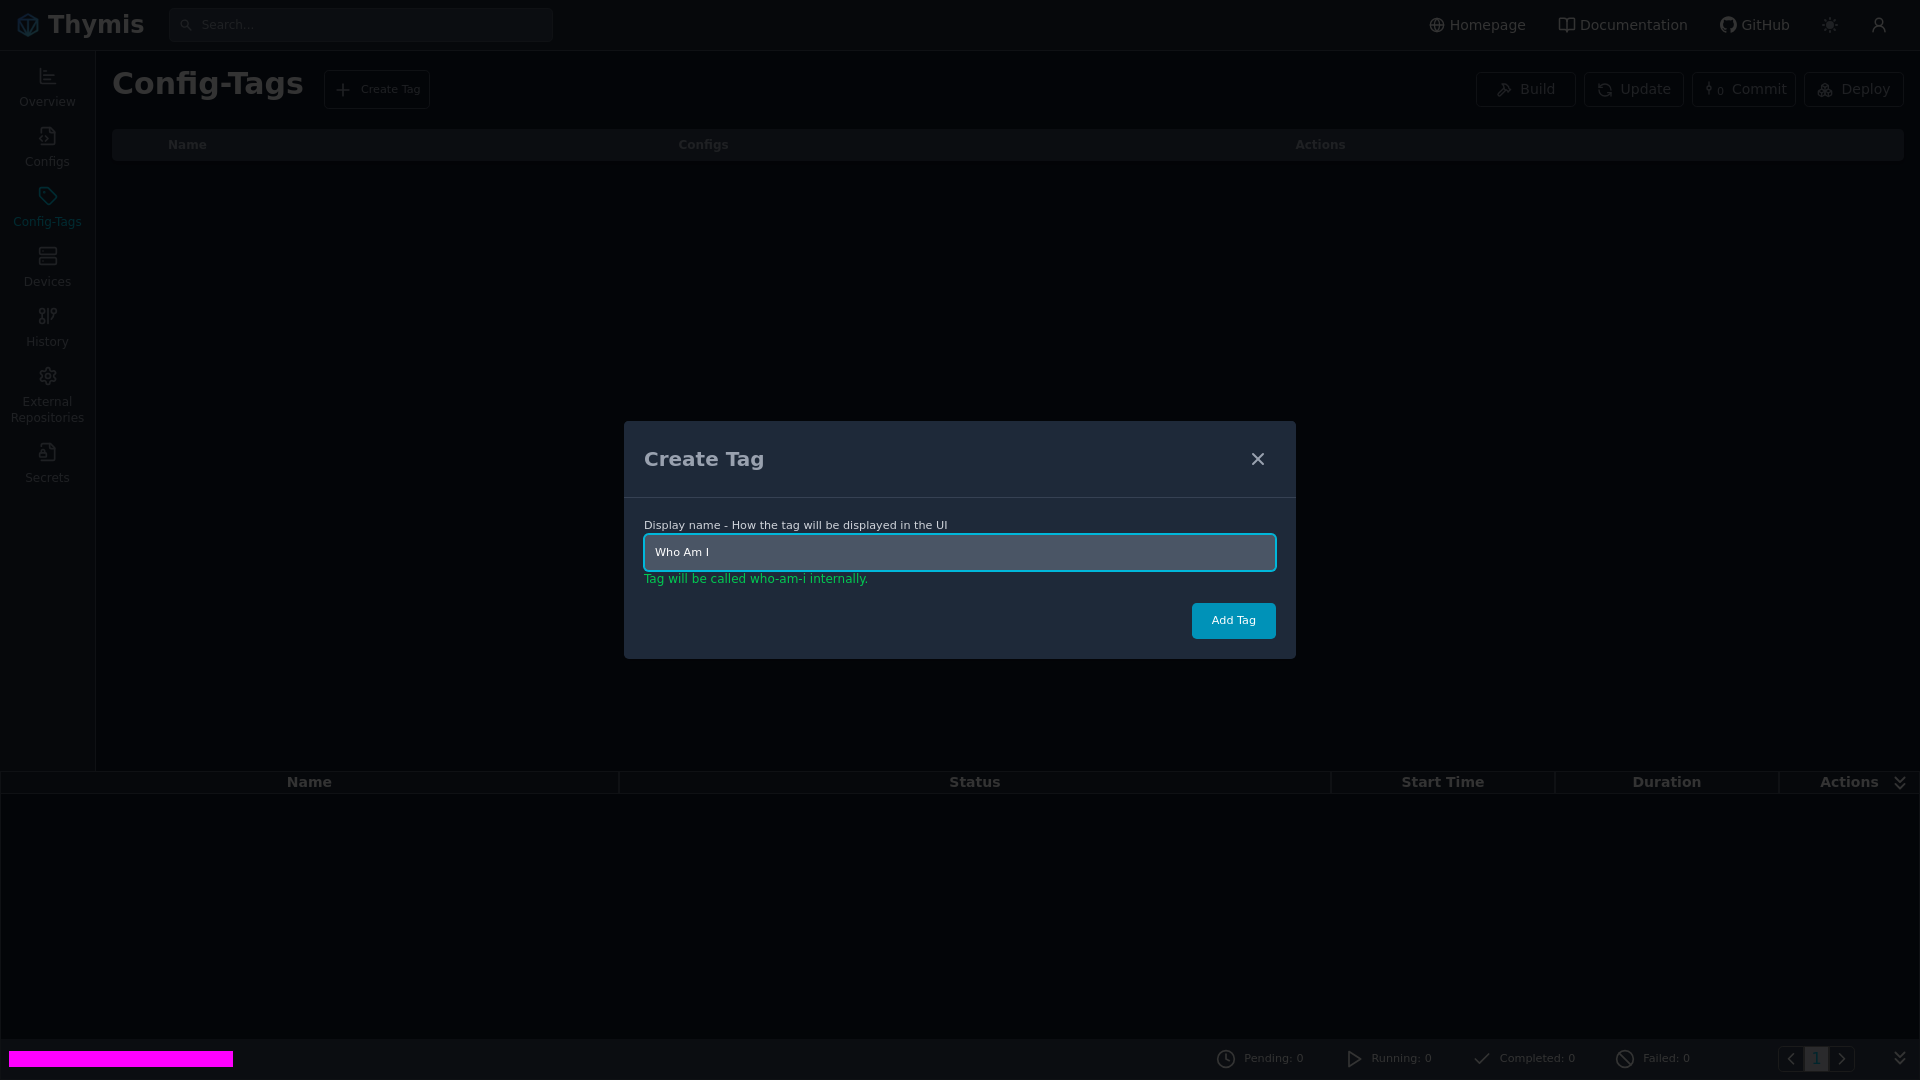 Thymis
Search...
Homepage
Documentation
GitHub
Overview
Configs
Config-Tags
Devices
History
External
Repositories
Secrets
Config-Tags
Create Tag
Build
Update
0 Commit
Deploy
Name Configs Actions
Create Tag
Display name - How the tag will be displayed in the UI
Who Am I
Tag will be called who-am-i internally.
Add Tag
Name Status Start Time Duration Actions
Pending: 0
Running: 0
Completed: 0
Failed: 0
1